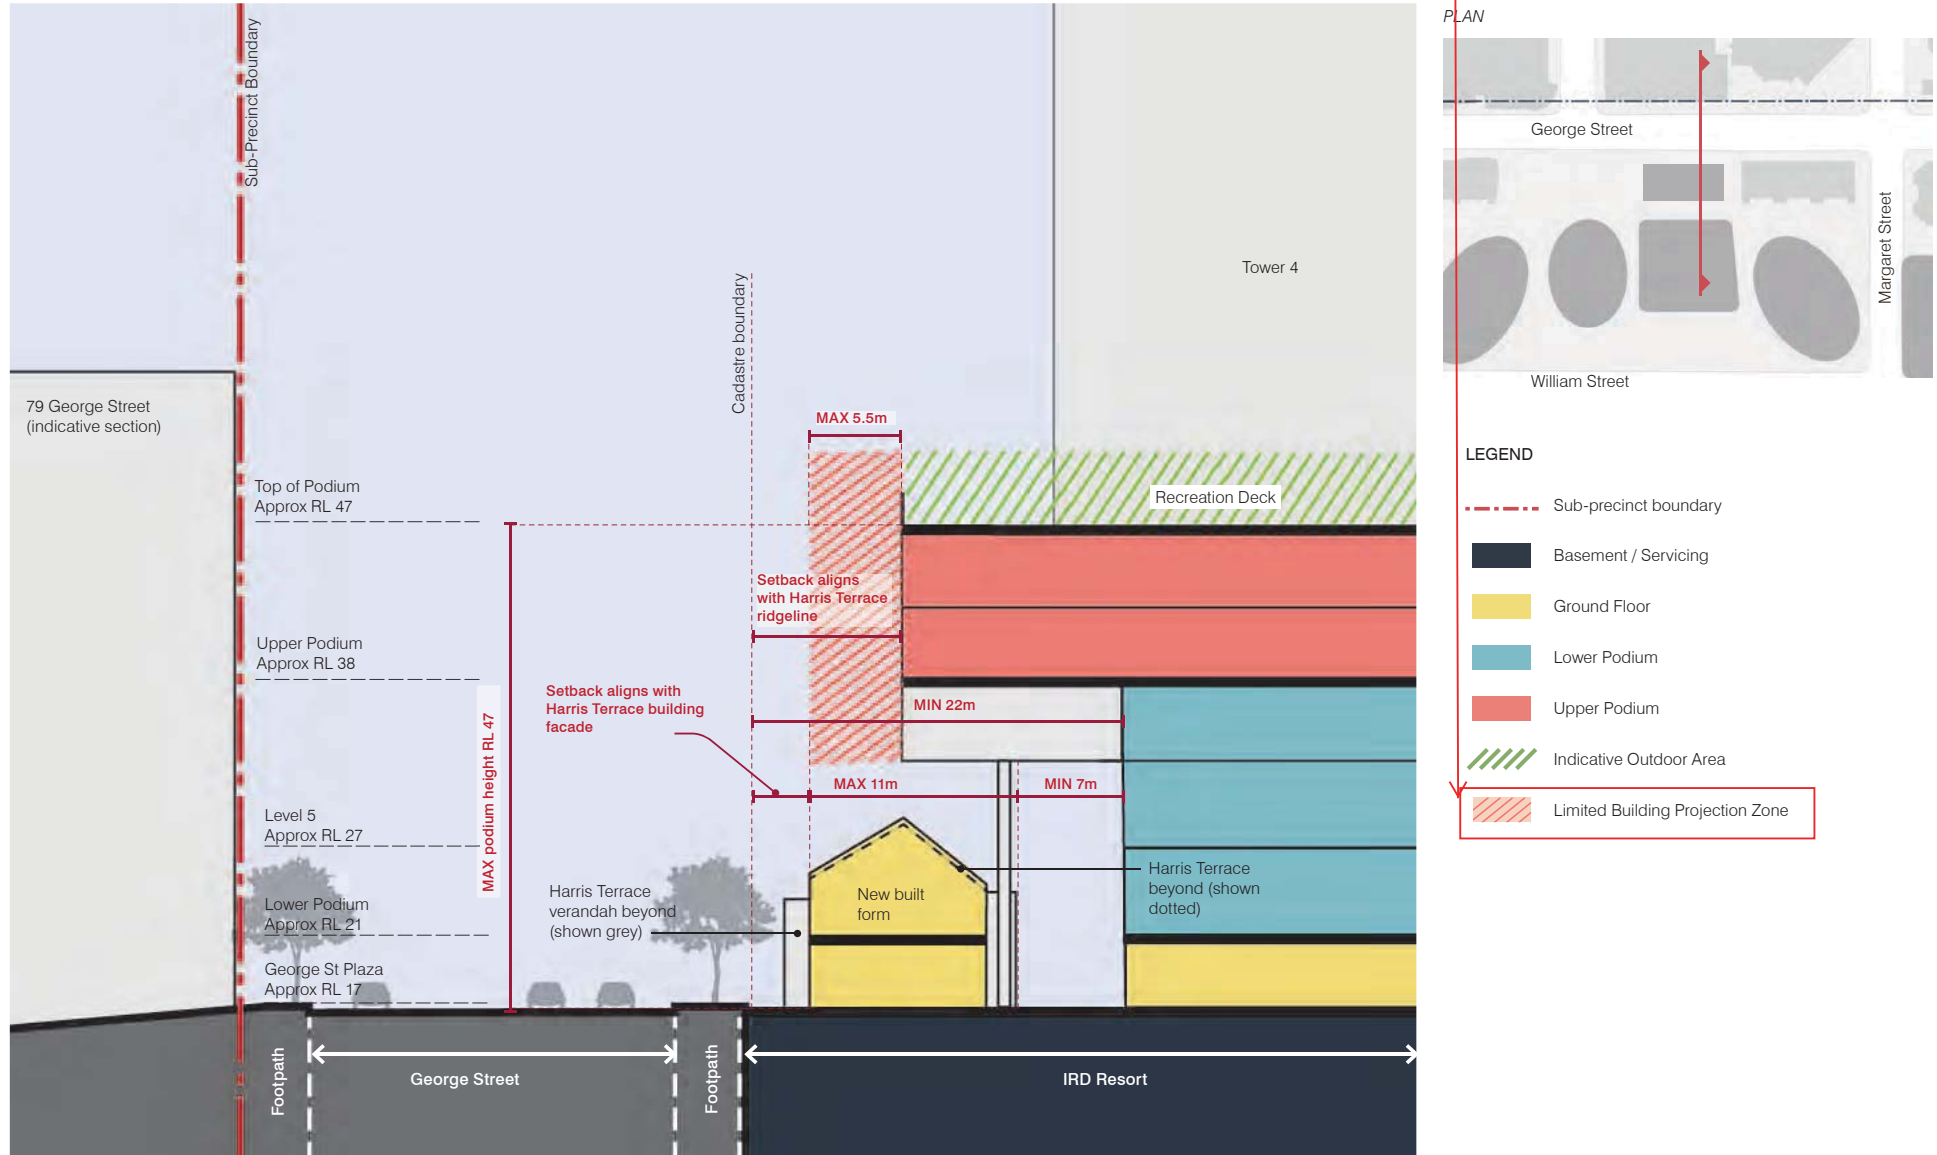 Sub-Precinct Boundary
79 George Street
(indicative section)
Top of Podium
Approx RL 47
Upper Podium
Approx RL 38
Level 5
Approx RL 27
Lower Podium
Approx RL 21
George St Plaza
Approx RL 17
MAX podium height RL 47
Cadastre boundary
MAX 5.5m
Tower 4
Recreation Deck
Setback aligns
with Harris Terrace
ridgeline
Setback aligns with
Harris Terrace building
facade
MIN 22m
MAX 11m
MIN 7m
Harris Terrace
verandah beyond
(shown grey)
New built
form
Harris Terrace
beyond (shown
dotted)
Footpath
George Street
Footpath
IRD Resort
PLAN
George Street
Margaret Street
William Street
LEGEND
Sub-precinct boundary
Basement / Servicing
Ground Floor
Lower Podium
Upper Podium
Indicative Outdoor Area
Limited Building Projection Zone